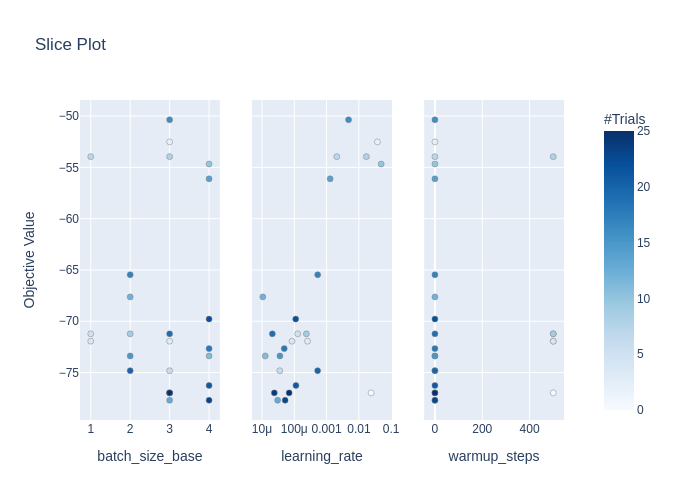 Slice Plot
Objective Value
−50
−55
−60
−65
−70
−75
1 2 3 4
batch_size_base
10μ 100μ 0.001 0.01 0.1
learning_rate
0 200 400
warmup_steps
#Trials
25
20
15
10
5
0